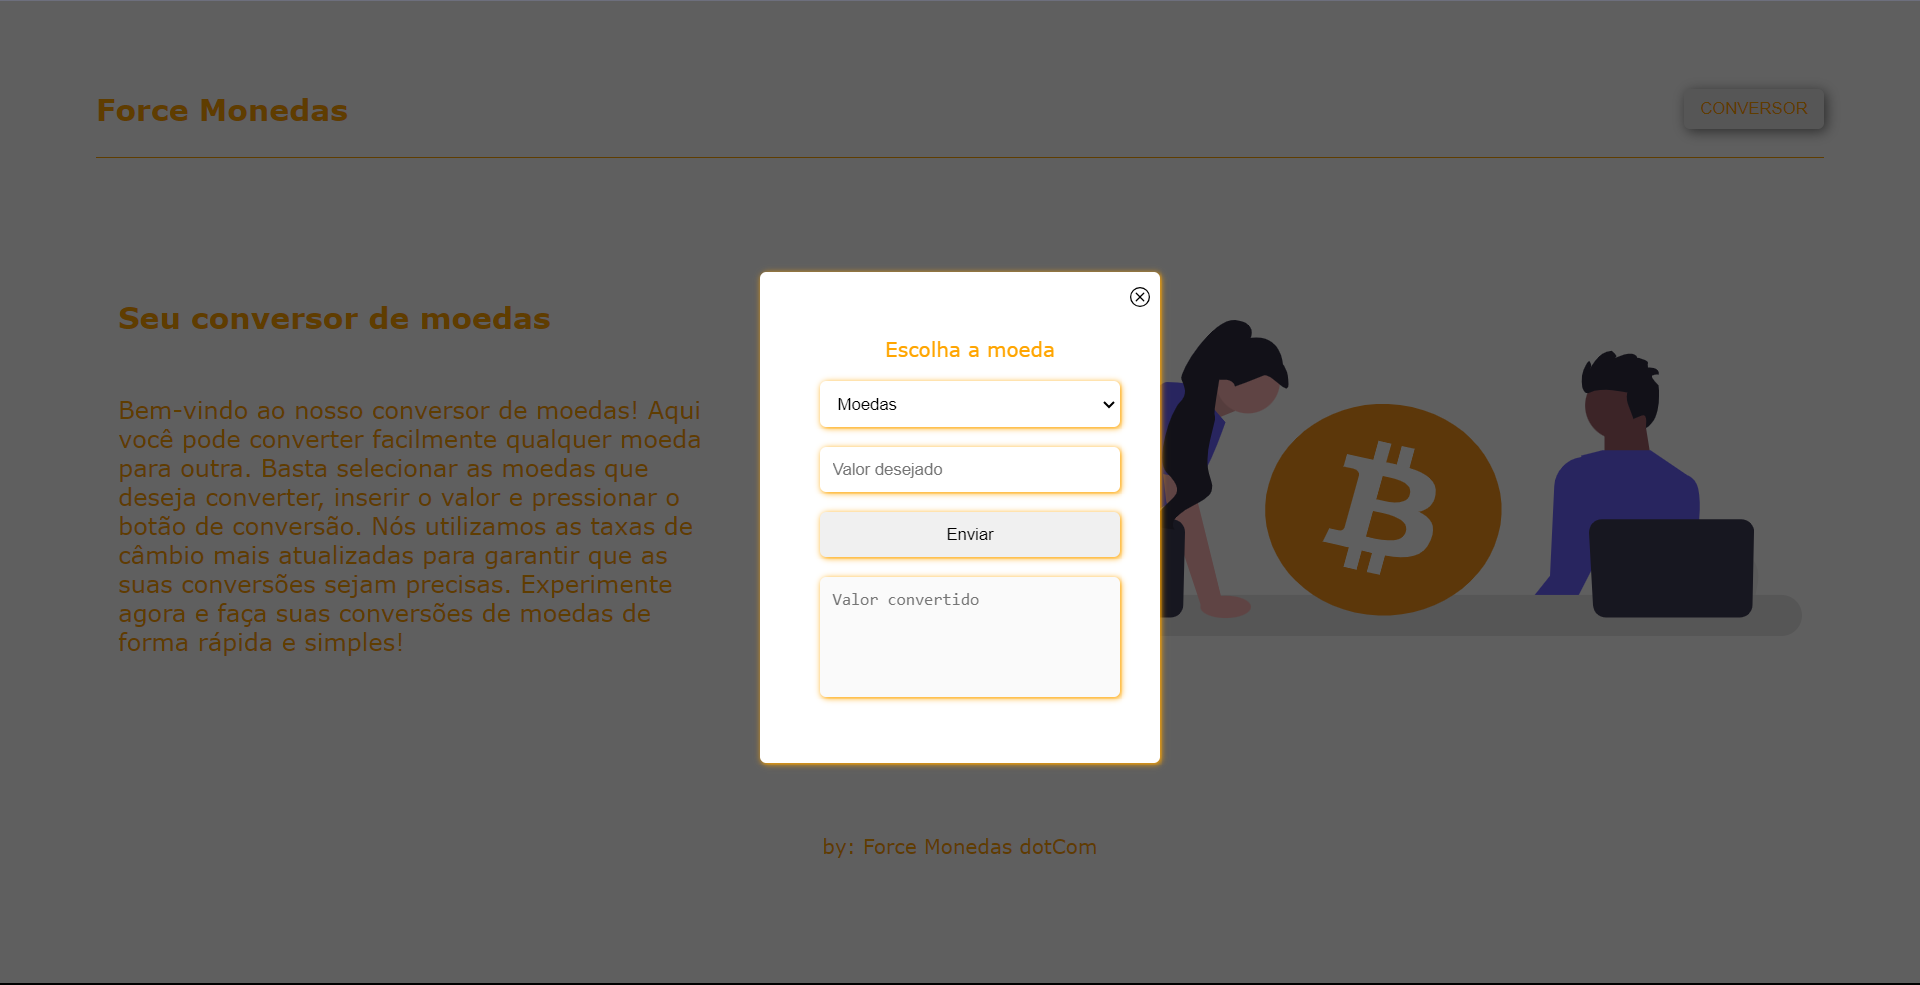 Force Monedas
CONVERSOR
Seu conversor de moedas
Bem-vindo ao nosso conversor de moedas! Aqui
você pode converter facilmente qualquer moeda
para outra. Basta selecionar as moedas que
deseja converter, inserir o valor e pressionar o
botão de conversão. Nós utilizamos as taxas de
câmbio mais atualizadas para garantir que as
suas conversões sejam precisas. Experimente
agora e faça suas conversões de moedas de
forma rápida e simples!
Escolha a moeda
Moedas
Valor desejado
Enviar
Valor convertido
by: Force Monedas dotCom